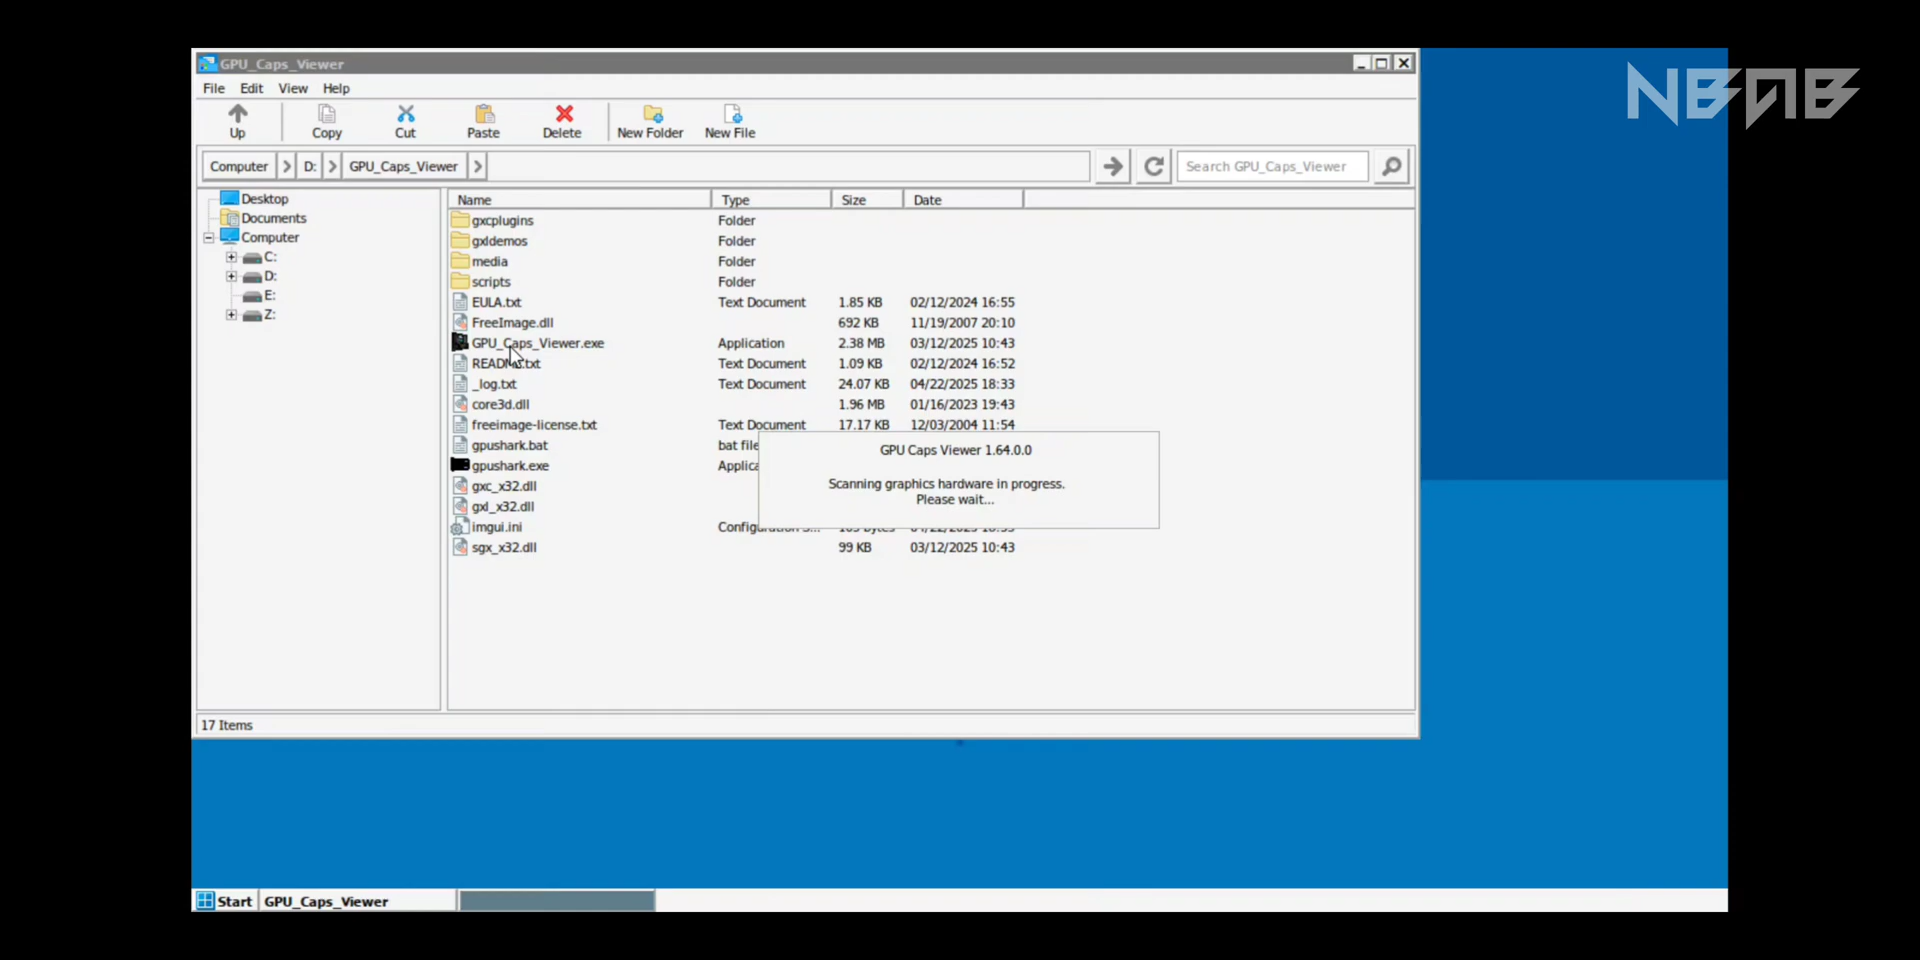 GPU_Caps_Viewer
NBAB
File Edit View Help
Up Copy Cut Paste Delete New Folder New File
Computer D: GPU_Caps_Viewer Search GPU_Caps_Viewer
Desktop
Documents
Computer
C:
D:
E:
Z:
Name Type Size Date
gxcplugins Folder
gxldemos Folder
media Folder
scripts Folder
EULA.txt Text Document 1.85 KB 02/12/2024 16:55
FreeImage.dll 692 KB 11/19/2007 20:10
GPU_Caps_Viewer.exe Application 2.38 MB 03/12/2025 10:43
README.txt Text Document 1.09 KB 02/12/2024 16:52
_log.txt Text Document 24.07 KB 04/22/2025 18:33
core3d.dll 1.96 MB 01/16/2023 19:43
freeimage-license.txt Text Document 17.17 KB 12/03/2004 11:54
gpushark.bat bat file
gpushark.exe Applica
gxc_x32.dll
gxl_x32.dll
imgui.ini Configuration S...
sgx_x32.dll 99 KB 03/12/2025 10:43
GPU Caps Viewer 1.64.0.0
Scanning graphics hardware in progress.
Please wait...
17 Items
Start GPU_Caps_Viewer